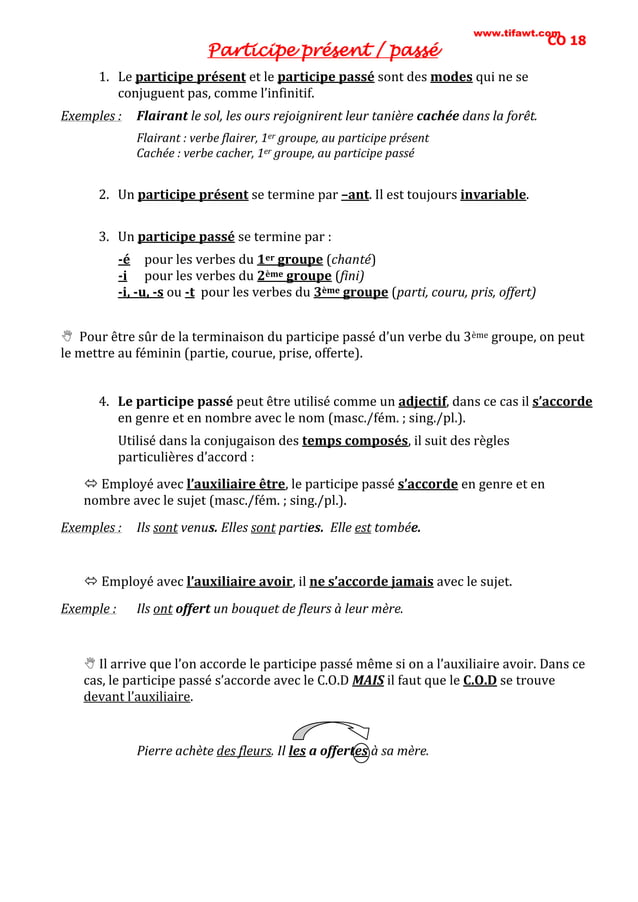 www.tifawt.com
CO 18
Participe présent / passé
1. Le participe présent et le participe passé sont des modes qui ne se
conjuguent pas, comme l'infinitif.
Exemples : Flairant le sol, les ours rejoignirent leur tanière cachée dans la forêt.
Flairant : verbe flairer, 1er groupe, au participe présent
Cachée : verbe cacher, 1er groupe, au participe passé
2. Un participe présent se termine par –ant. Il est toujours invariable.
3. Un participe passé se termine par :
-é pour les verbes du 1er groupe (chanté)
-i pour les verbes du 2ème groupe (fini)
-i, -u, -s ou -t pour les verbes du 3ème groupe (parti, couru, pris, offert)
Pour être sûr de la terminaison du participe passé d'un verbe du 3ème groupe, on peut
le mettre au féminin (partie, courue, prise, offerte).
4. Le participe passé peut être utilisé comme un adjectif, dans ce cas il s'accorde
en genre et en nombre avec le nom (masc./fém. ; sing./pl.).
Utilisé dans la conjugaison des temps composés, il suit des règles
particulières d'accord :
⬄ Employé avec l'auxiliaire être, le participe passé s'accorde en genre et en
nombre avec le sujet (masc./fém. ; sing./pl.).
Exemples : Ils sont venus. Elles sont parties. Elle est tombée.
⬄ Employé avec l'auxiliaire avoir, il ne s'accorde jamais avec le sujet.
Exemple : Ils ont offert un bouquet de fleurs à leur mère.
Il arrive que l'on accorde le participe passé même si on a l'auxiliaire avoir. Dans ce
cas, le participe passé s'accorde avec le C.O.D MAIS il faut que le C.O.D se trouve
devant l'auxiliaire.
Pierre achète des fleurs. Il les a offertes à sa mère.